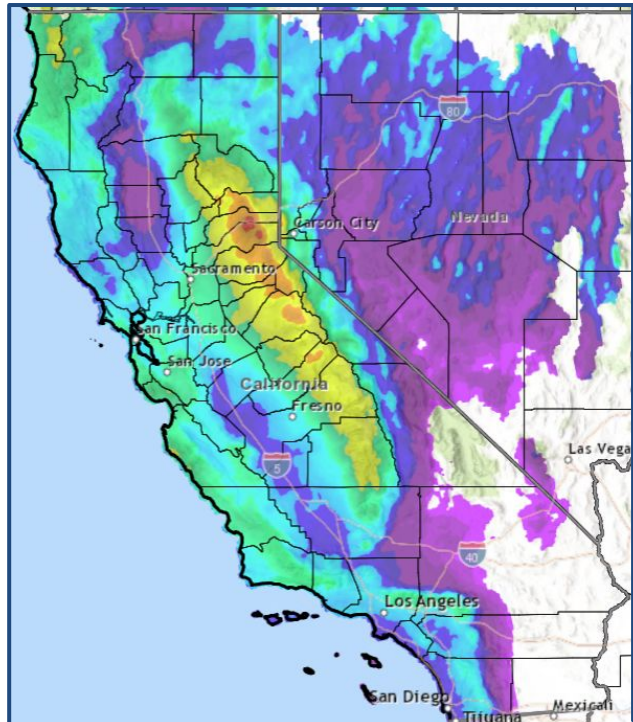 80
Carson City
Nevada
Sacramento
San Francisco
San Jose
California
Fresno
5
Las Vega
40
Los Angeles
San Diego
Tijuana
Mexicali